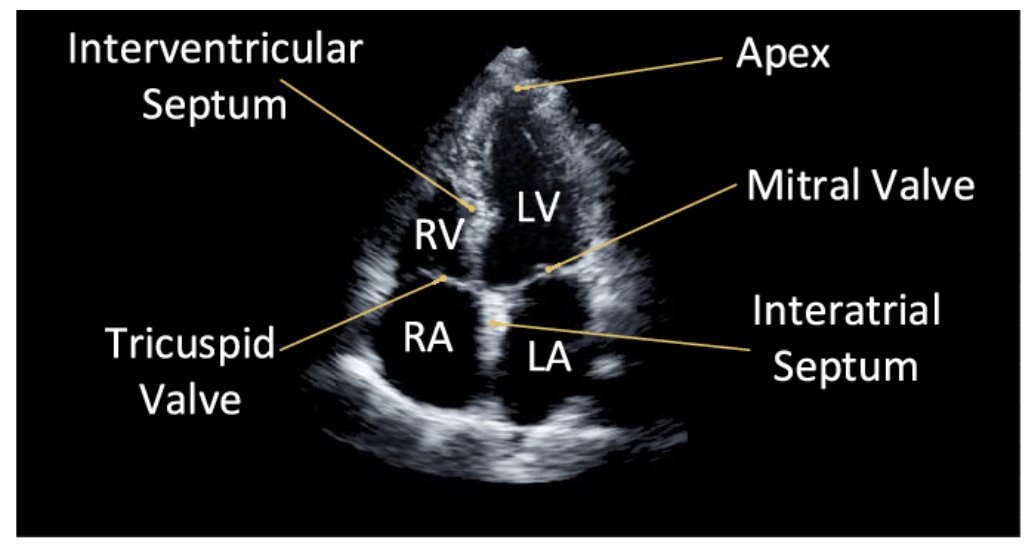 Interventricular
Septum
Apex
Mitral Valve
LV
RV
Interatrial
Septum
Tricuspid
Valve
RA
LA